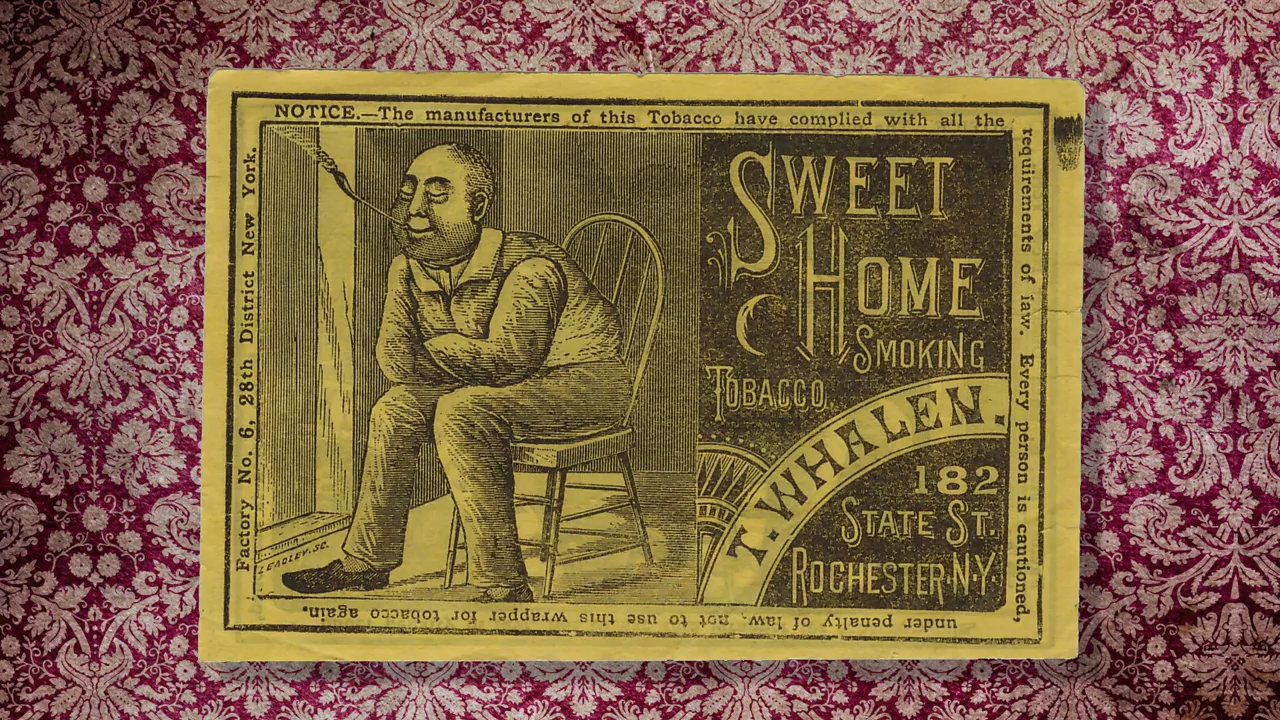 NOTICE.—The manufacturers of this Tobacco have complied with all the
requirements of law. Every person is cautioned,
under penalty of law, not to use this wrapper for tobacco again.
Factory No. 6, 28th District New York.
SWEET
HOME
SMOKING
TOBACCO
T. WHALEN.
182
STATE ST.
ROCHESTER·N·Y·
LEADLEY.SC.